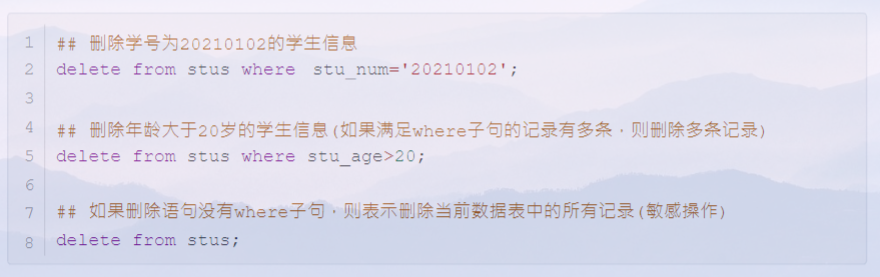 1 ## 删除学号为20210102的学生信息
2 delete from stus where stu_num='20210102';
3
4 ## 删除年龄大于20岁的学生信息(如果满足where子句的记录有多条，则删除多条记录)
5 delete from stus where stu_age>20;
6
7 ## 如果删除语句没有where子句，则表示删除当前数据表中的所有记录(敏感操作)
8 delete from stus;